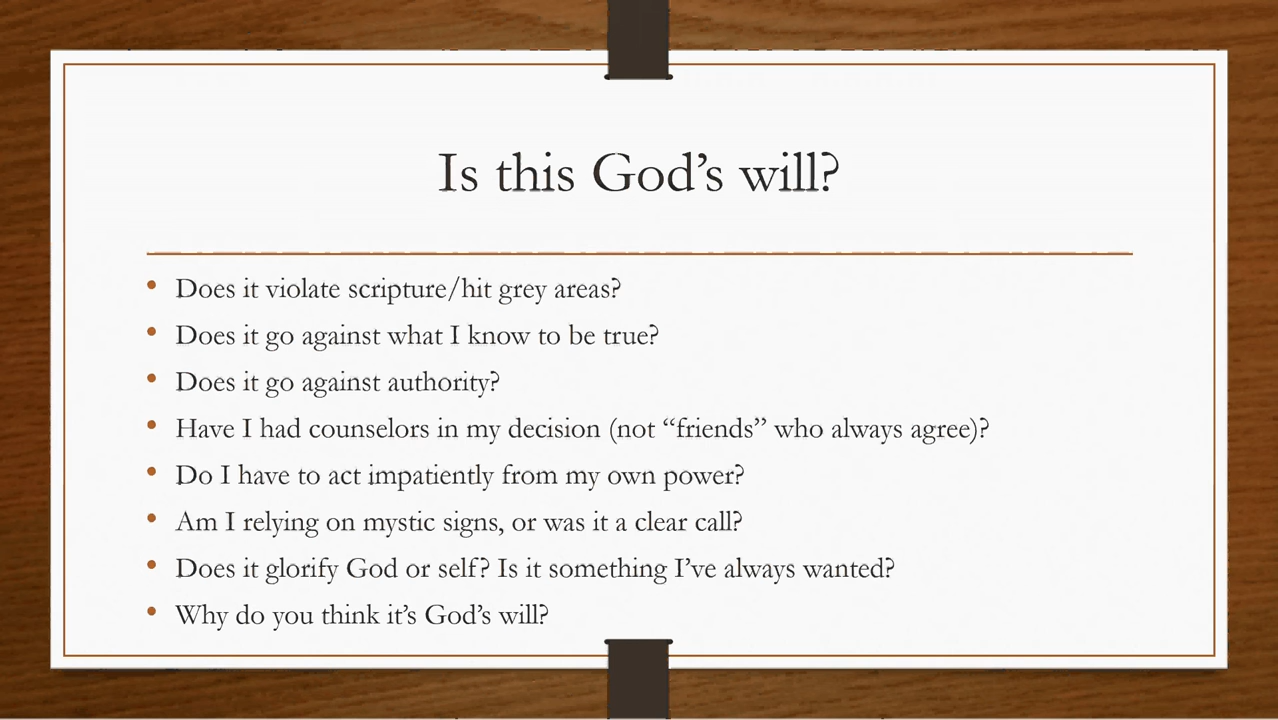 Is this God’s will?
• Does it violate scripture/hit grey areas?
• Does it go against what I know to be true?
• Does it go against authority?
• Have I had counselors in my decision (not “friends” who always agree)?
• Do I have to act impatiently from my own power?
• Am I relying on mystic signs, or was it a clear call?
• Does it glorify God or self? Is it something I’ve always wanted?
• Why do you think it’s God’s will?